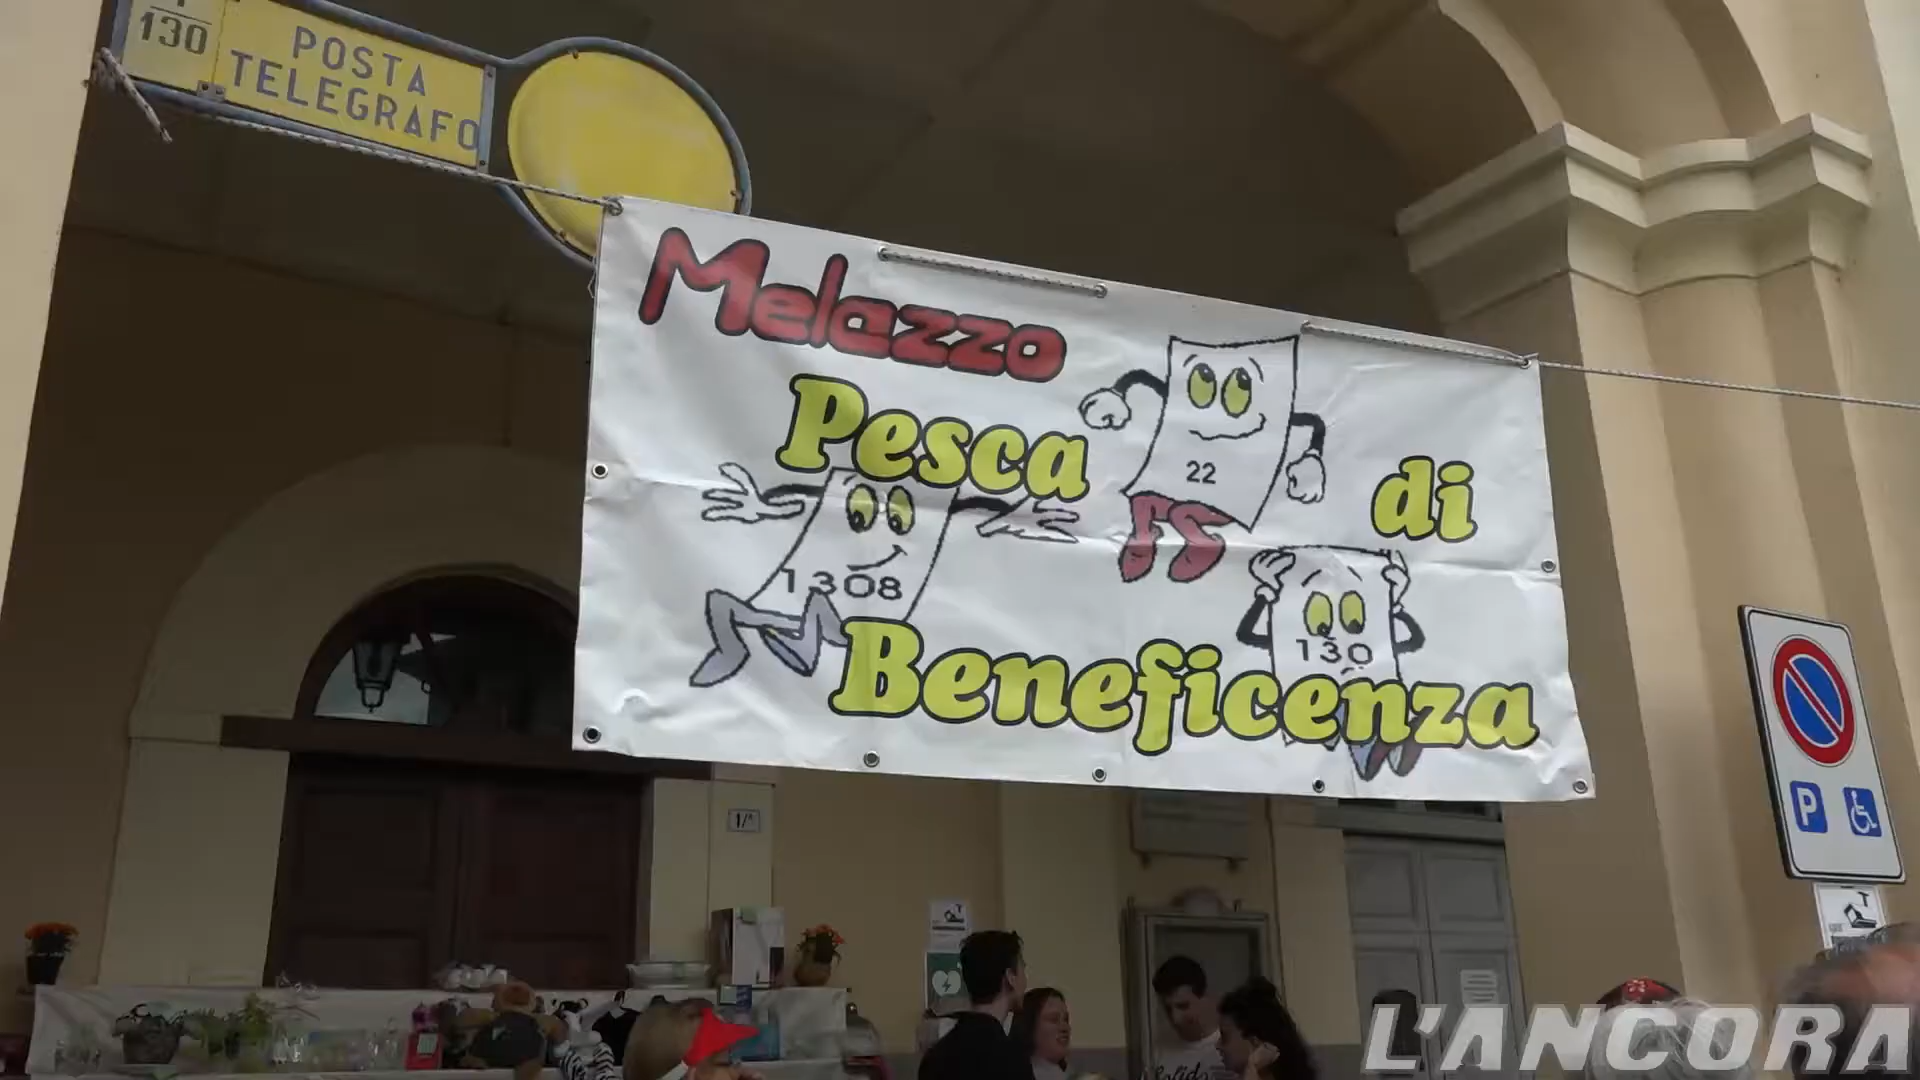 130
POSTA
TELEGRAFO
Melazzo
Pesca
di
Beneficenza
22
1308
130
P
L'ANCORA